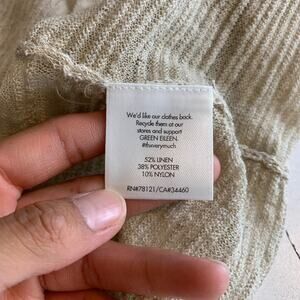 We'd like our clothes back.
Recycle them at our
stores and support
GREEN EILEEN.
#thisverymuch
52% LINEN
38% POLYESTER
10% NYLON
RN#78121/CA#34460